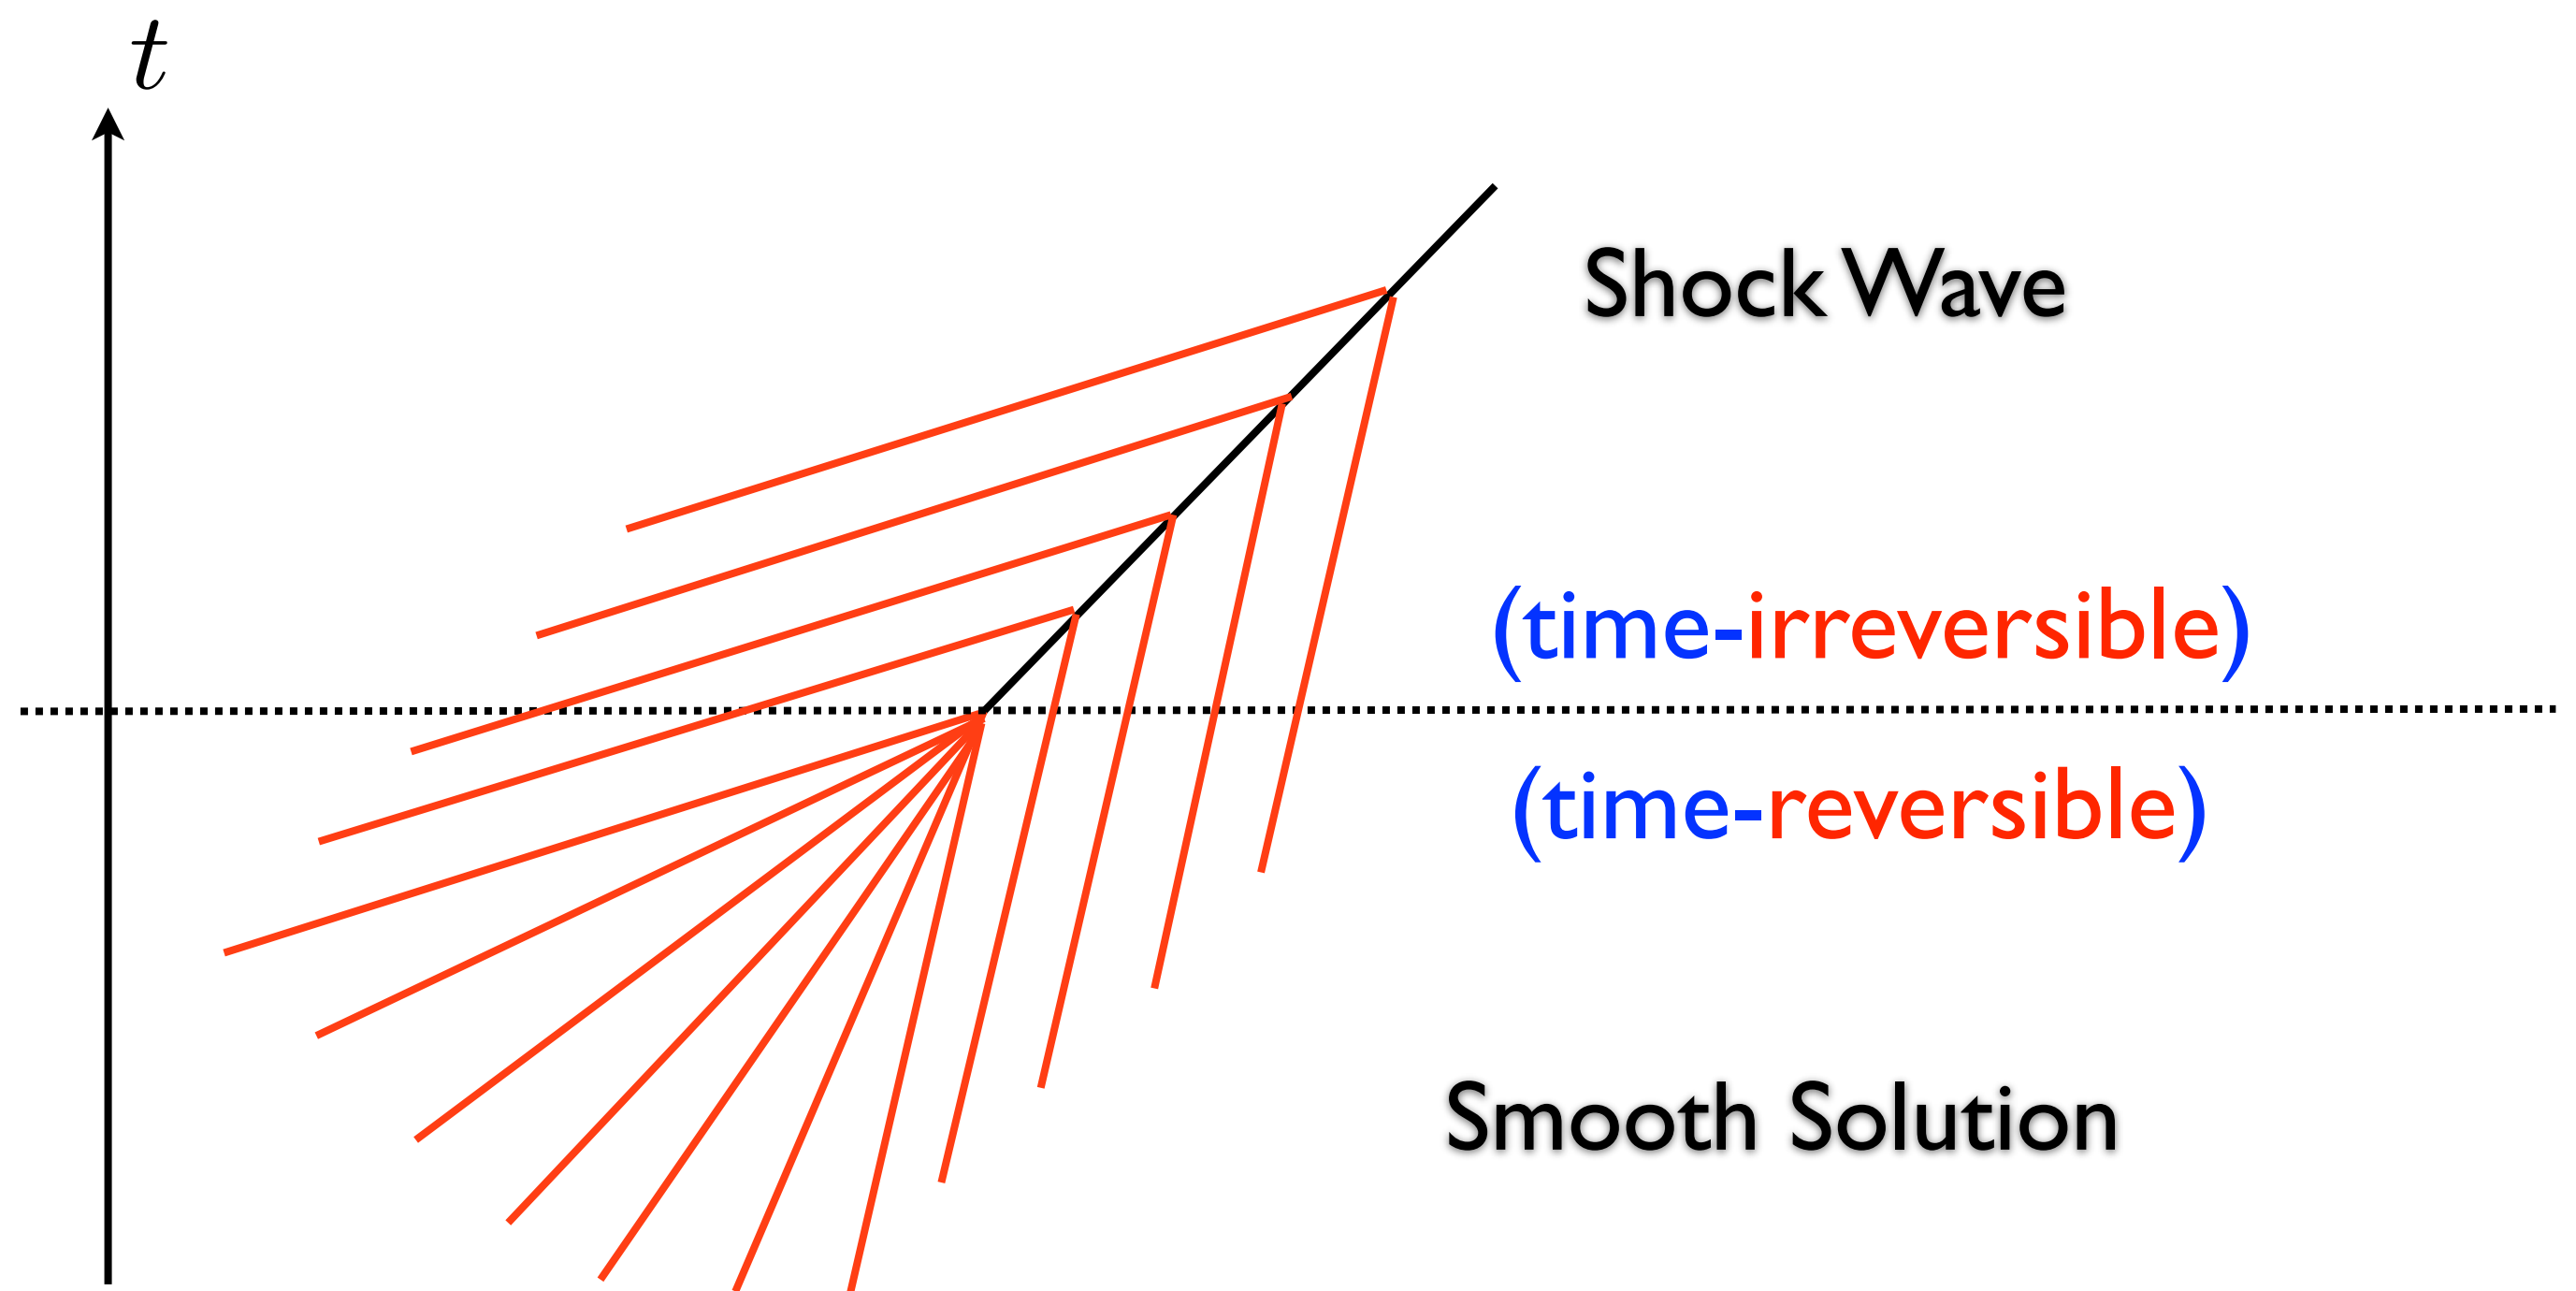 t
Shock Wave
(time-irreversible)
(time-reversible)
Smooth Solution